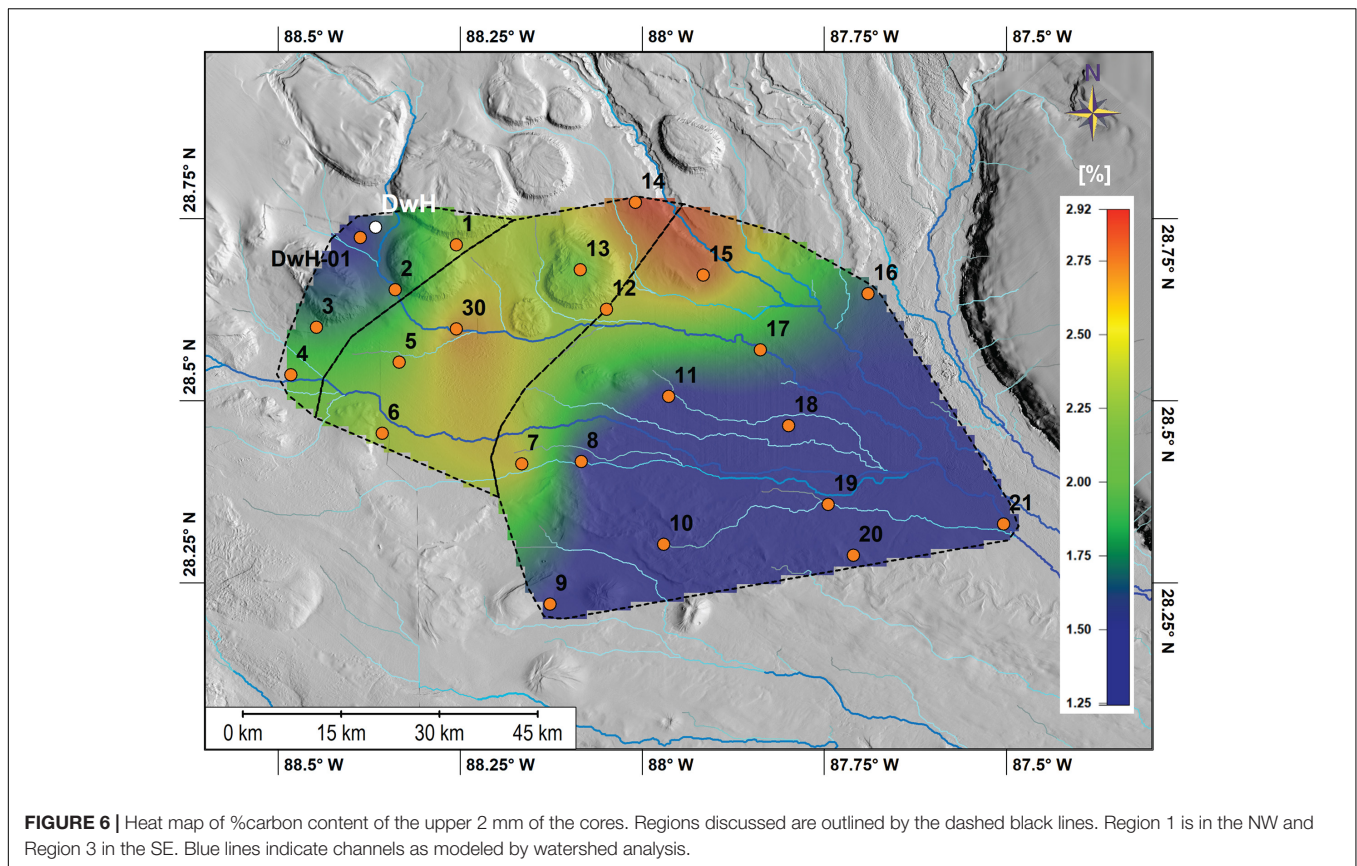 88.5° W 88.25° W 88° W 87.75° W 87.5° W
N
[%]
28.75° N
28.5° N
28.25° N
28.75° N
28.5° N
28.25° N
DwH
DwH-01
1
2
3
4
5
6
7
8
9
10
11
12
13
14
15
16
17
18
19
20
21
30
2.92
2.75
2.50
2.25
2.00
1.75
1.50
1.25
0 km 15 km 30 km 45 km
88.5° W 88.25° W 88° W 87.75° W 87.5° W
FIGURE 6 | Heat map of %carbon content of the upper 2 mm of the cores. Regions discussed are outlined by the dashed black lines. Region 1 is in the NW and
Region 3 in the SE. Blue lines indicate channels as modeled by watershed analysis.